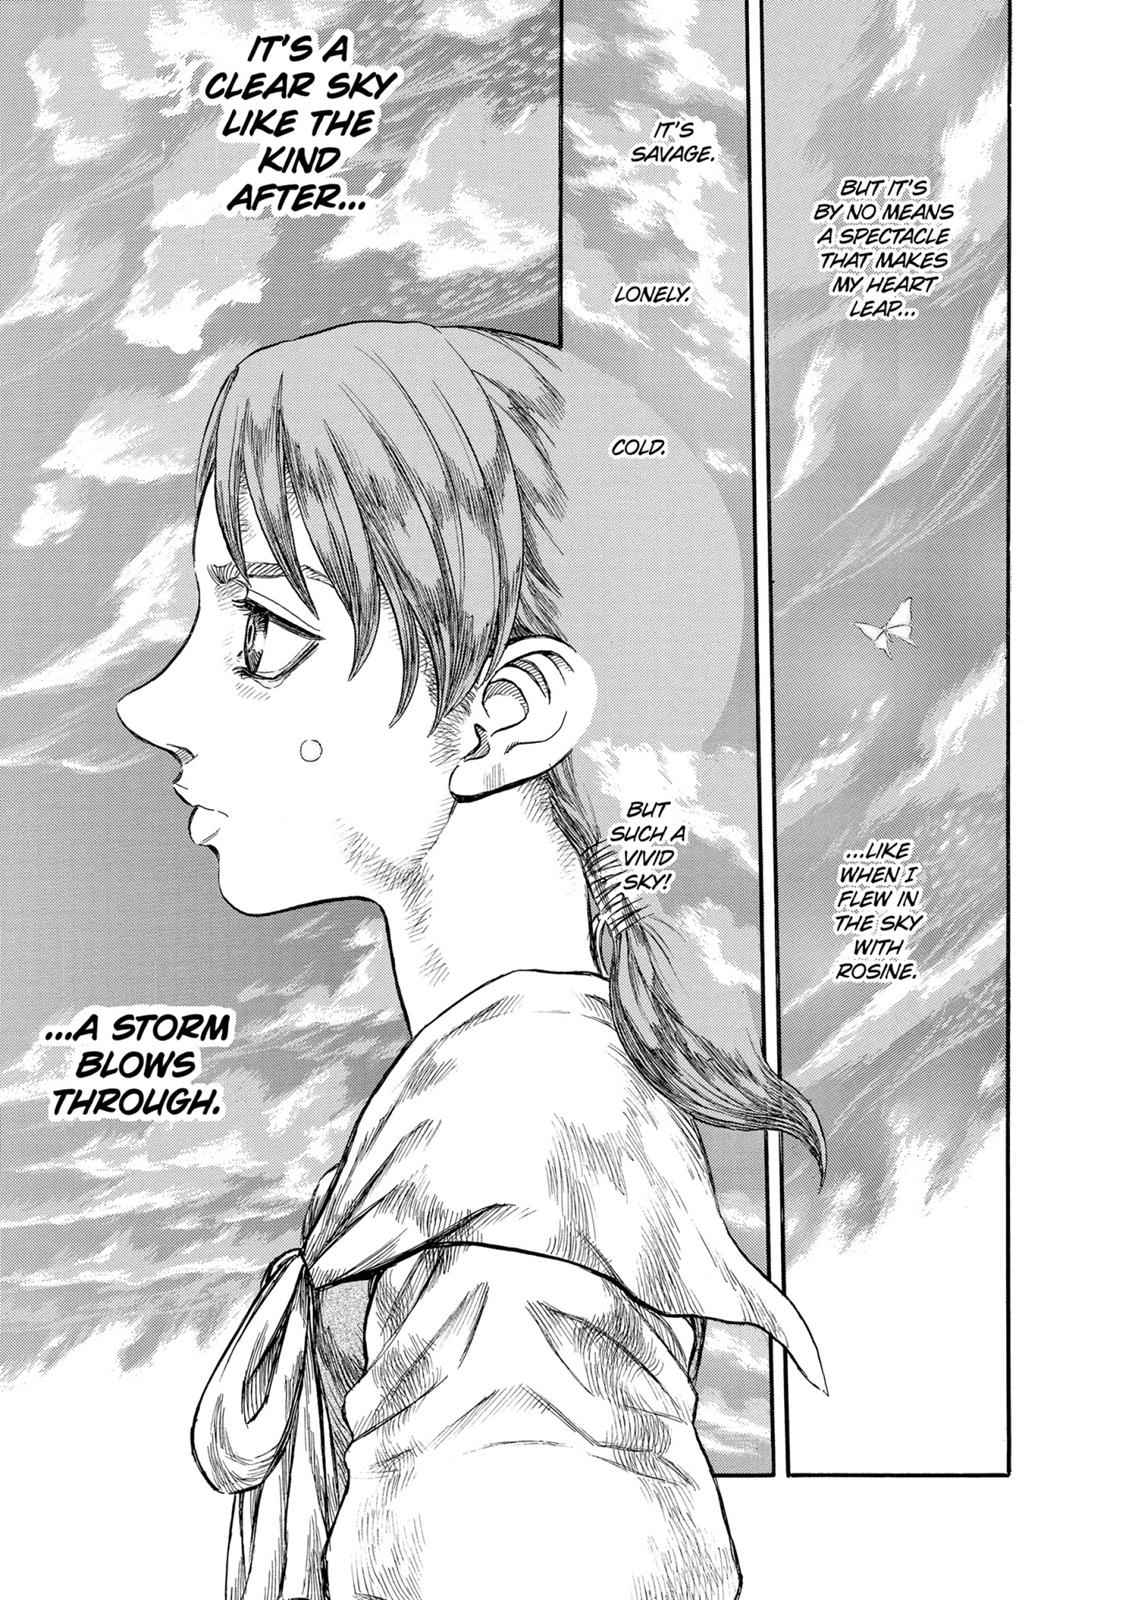 BUT IT'S
BY NO MEANS
A SPECTACLE
THAT MAKES
MY HEART
LEAP...
...LIKE
WHEN I
FLEW IN
THE SKY
WITH
ROSINE.
IT'S
SAVAGE.
LONELY.
COLD.
BUT
SUCH A
VIVID
SKY!
IT'S A
CLEAR SKY
LIKE THE
KIND
AFTER...
...A STORM
BLOWS
THROUGH.